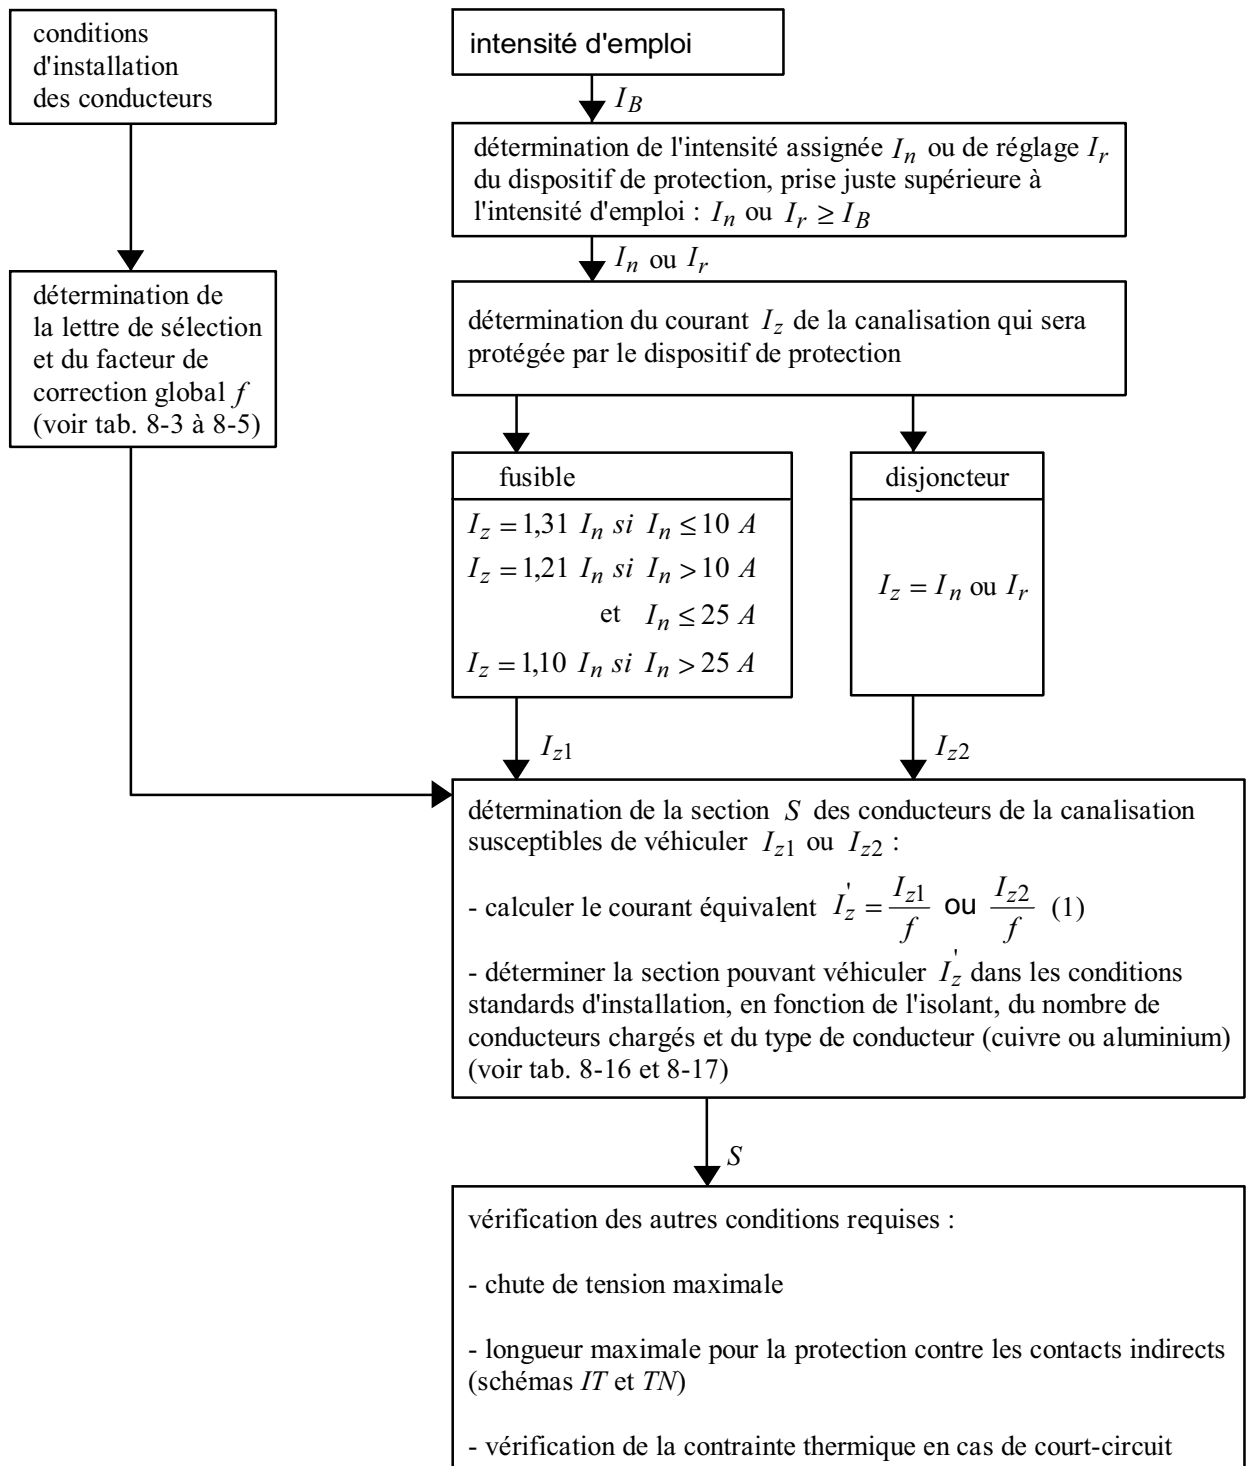 conditions
d'installation
des conducteurs
intensité d'emploi
I_B
détermination de l'intensité assignée I_n ou de réglage I_r
du dispositif de protection, prise juste supérieure à
l'intensité d'emploi : I_n ou I_r ≥ I_B
I_n ou I_r
détermination de
la lettre de sélection
et du facteur de
correction global f
(voir tab. 8-3 à 8-5)
détermination du courant I_z de la canalisation qui sera
protégée par le dispositif de protection
fusible
I_z = 1,31 I_n si I_n ≤ 10 A
I_z = 1,21 I_n si I_n > 10 A
et I_n ≤ 25 A
I_z = 1,10 I_n si I_n > 25 A
disjoncteur
I_z = I_n ou I_r
I_z1
I_z2
détermination de la section S des conducteurs de la canalisation
susceptibles de véhiculer I_z1 ou I_z2 :
- calculer le courant équivalent I'_z = I_z1/f ou I_z2/f (1)
- déterminer la section pouvant véhiculer I'_z dans les conditions
standards d'installation, en fonction de l'isolant, du nombre de
conducteurs chargés et du type de conducteur (cuivre ou aluminium)
(voir tab. 8-16 et 8-17)
S
vérification des autres conditions requises :
- chute de tension maximale
- longueur maximale pour la protection contre les contacts indirects
(schémas IT et TN)
- vérification de la contrainte thermique en cas de court-circuit